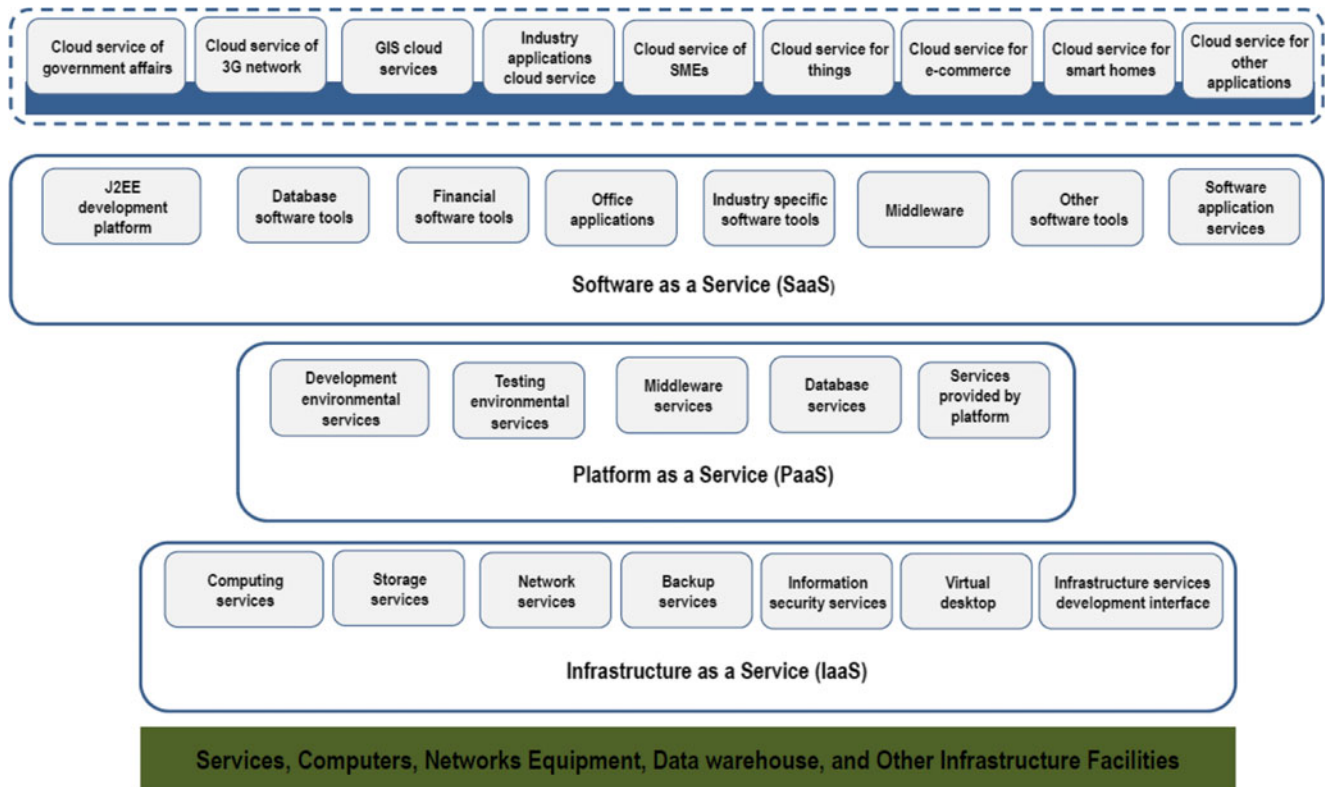 Cloud service of
government affairs
Cloud service of
3G network
GIS cloud
services
Industry
applications
cloud service
Cloud service of
SMEs
Cloud service for
things
Cloud service for
e-commerce
Cloud service for
smart homes
Cloud service for
other
applications
J2EE
development
platform
Database
software tools
Financial
software tools
Office
applications
Industry specific
software tools
Middleware
Other
software tools
Software
application
services
Software as a Service (SaaS)
Development
environmental
services
Testing
environmental
services
Middleware
services
Database
services
Services
provided by
platform
Platform as a Service (PaaS)
Computing
services
Storage
services
Network
services
Backup
services
Information
security services
Virtual
desktop
Infrastructure services
development interface
Infrastructure as a Service (IaaS)
Services, Computers, Networks Equipment, Data warehouse, and Other Infrastructure Facilities